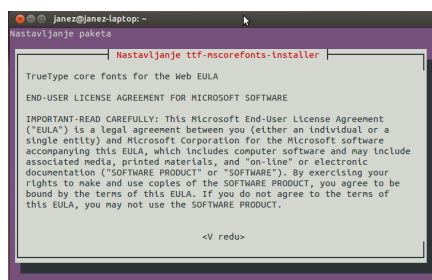 janez@janez-laptop: ~
Nastavljanje paketa
Nastavljanje ttf-mscorefonts-installer
TrueType core fonts for the Web EULA
END-USER LICENSE AGREEMENT FOR MICROSOFT SOFTWARE
IMPORTANT-READ CAREFULLY: This Microsoft End-User License Agreement
("EULA") is a legal agreement between you (either an individual or a
single entity) and Microsoft Corporation for the Microsoft software
accompanying this EULA, which includes computer software and may include
associated media, printed materials, and "on-line" or electronic
documentation ("SOFTWARE PRODUCT" or "SOFTWARE"). By exercising your
rights to make and use copies of the SOFTWARE PRODUCT, you agree to be
bound by the terms of this EULA. If you do not agree to the terms of
this EULA, you may not use the SOFTWARE PRODUCT.
<V redu>